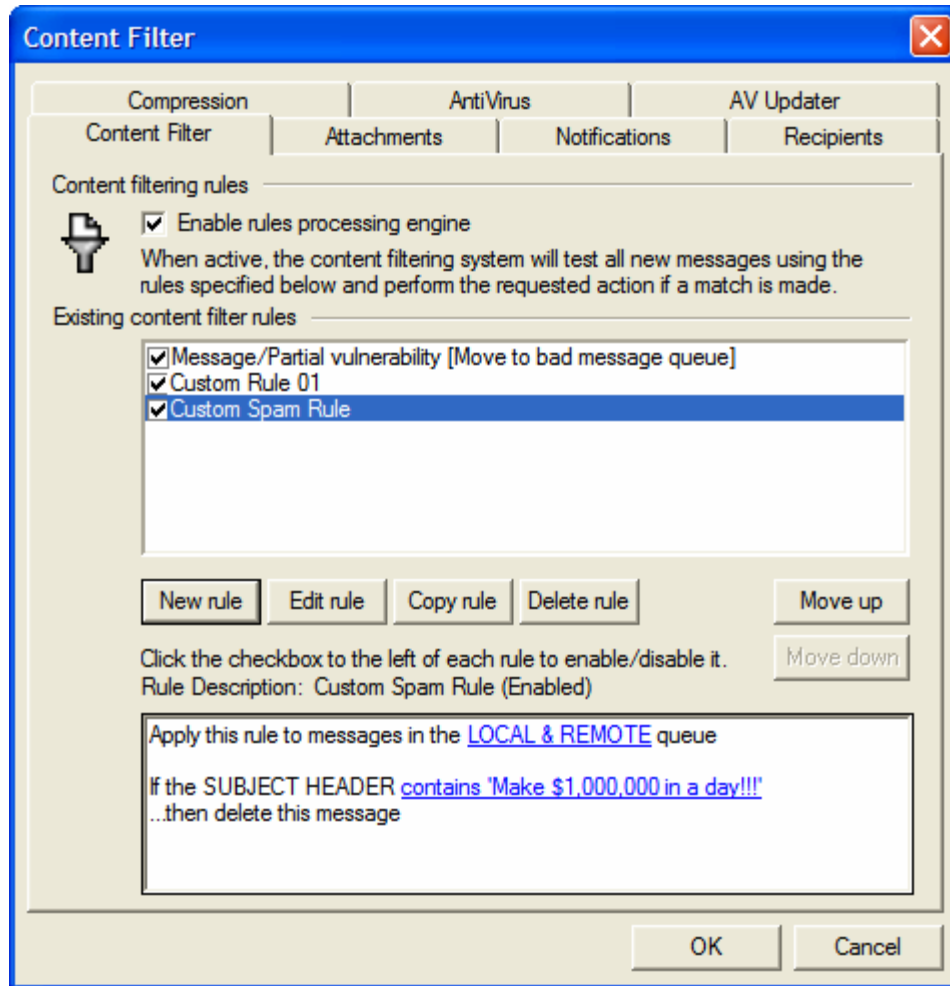 Content Filter
Compression
AntiVirus
AV Updater
Content Filter
Attachments
Notifications
Recipients
Content filtering rules
Enable rules processing engine
When active, the content filtering system will test all new messages using the
rules specified below and perform the requested action if a match is made.
Existing content filter rules
Message/Partial vulnerability [Move to bad message queue]
Custom Rule 01
Custom Spam Rule
New rule
Edit rule
Copy rule
Delete rule
Move up
Click the checkbox to the left of each rule to enable/disable it.
Move down
Rule Description: Custom Spam Rule (Enabled)
Apply this rule to messages in the LOCAL & REMOTE queue
If the SUBJECT HEADER contains "Make $1,000,000 in a day!!!"
...then delete this message
OK
Cancel